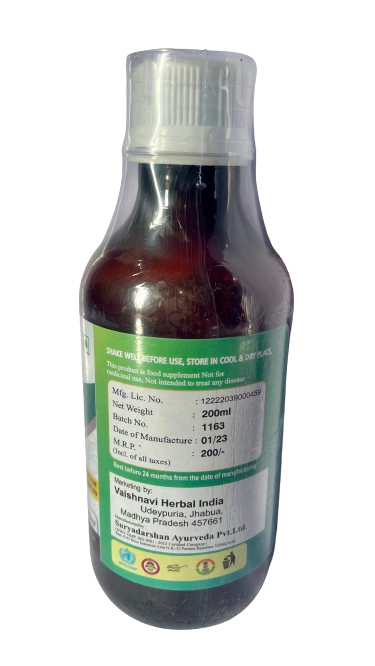 SHAKE WELL BEFORE USE, STORE IN COOL & DRY PLACE.
This product is food supplement Not for
medicinal use, Not intended to treat any disease
Mfg. Lic. No. : 12222039000459
Net Weight : 200ml
Batch No. : 1163
Date of Manufacture : 01/23
M.R.P. : 200/-
(Incl. of all taxes)
Best before 24 months from the date of manufacturing
Marketing by:
Vaishnavi Herbal India
Udeypuria, Jhabua,
Madhya Pradesh 457661
Suryadarshan Ayurveda Pvt.Ltd.